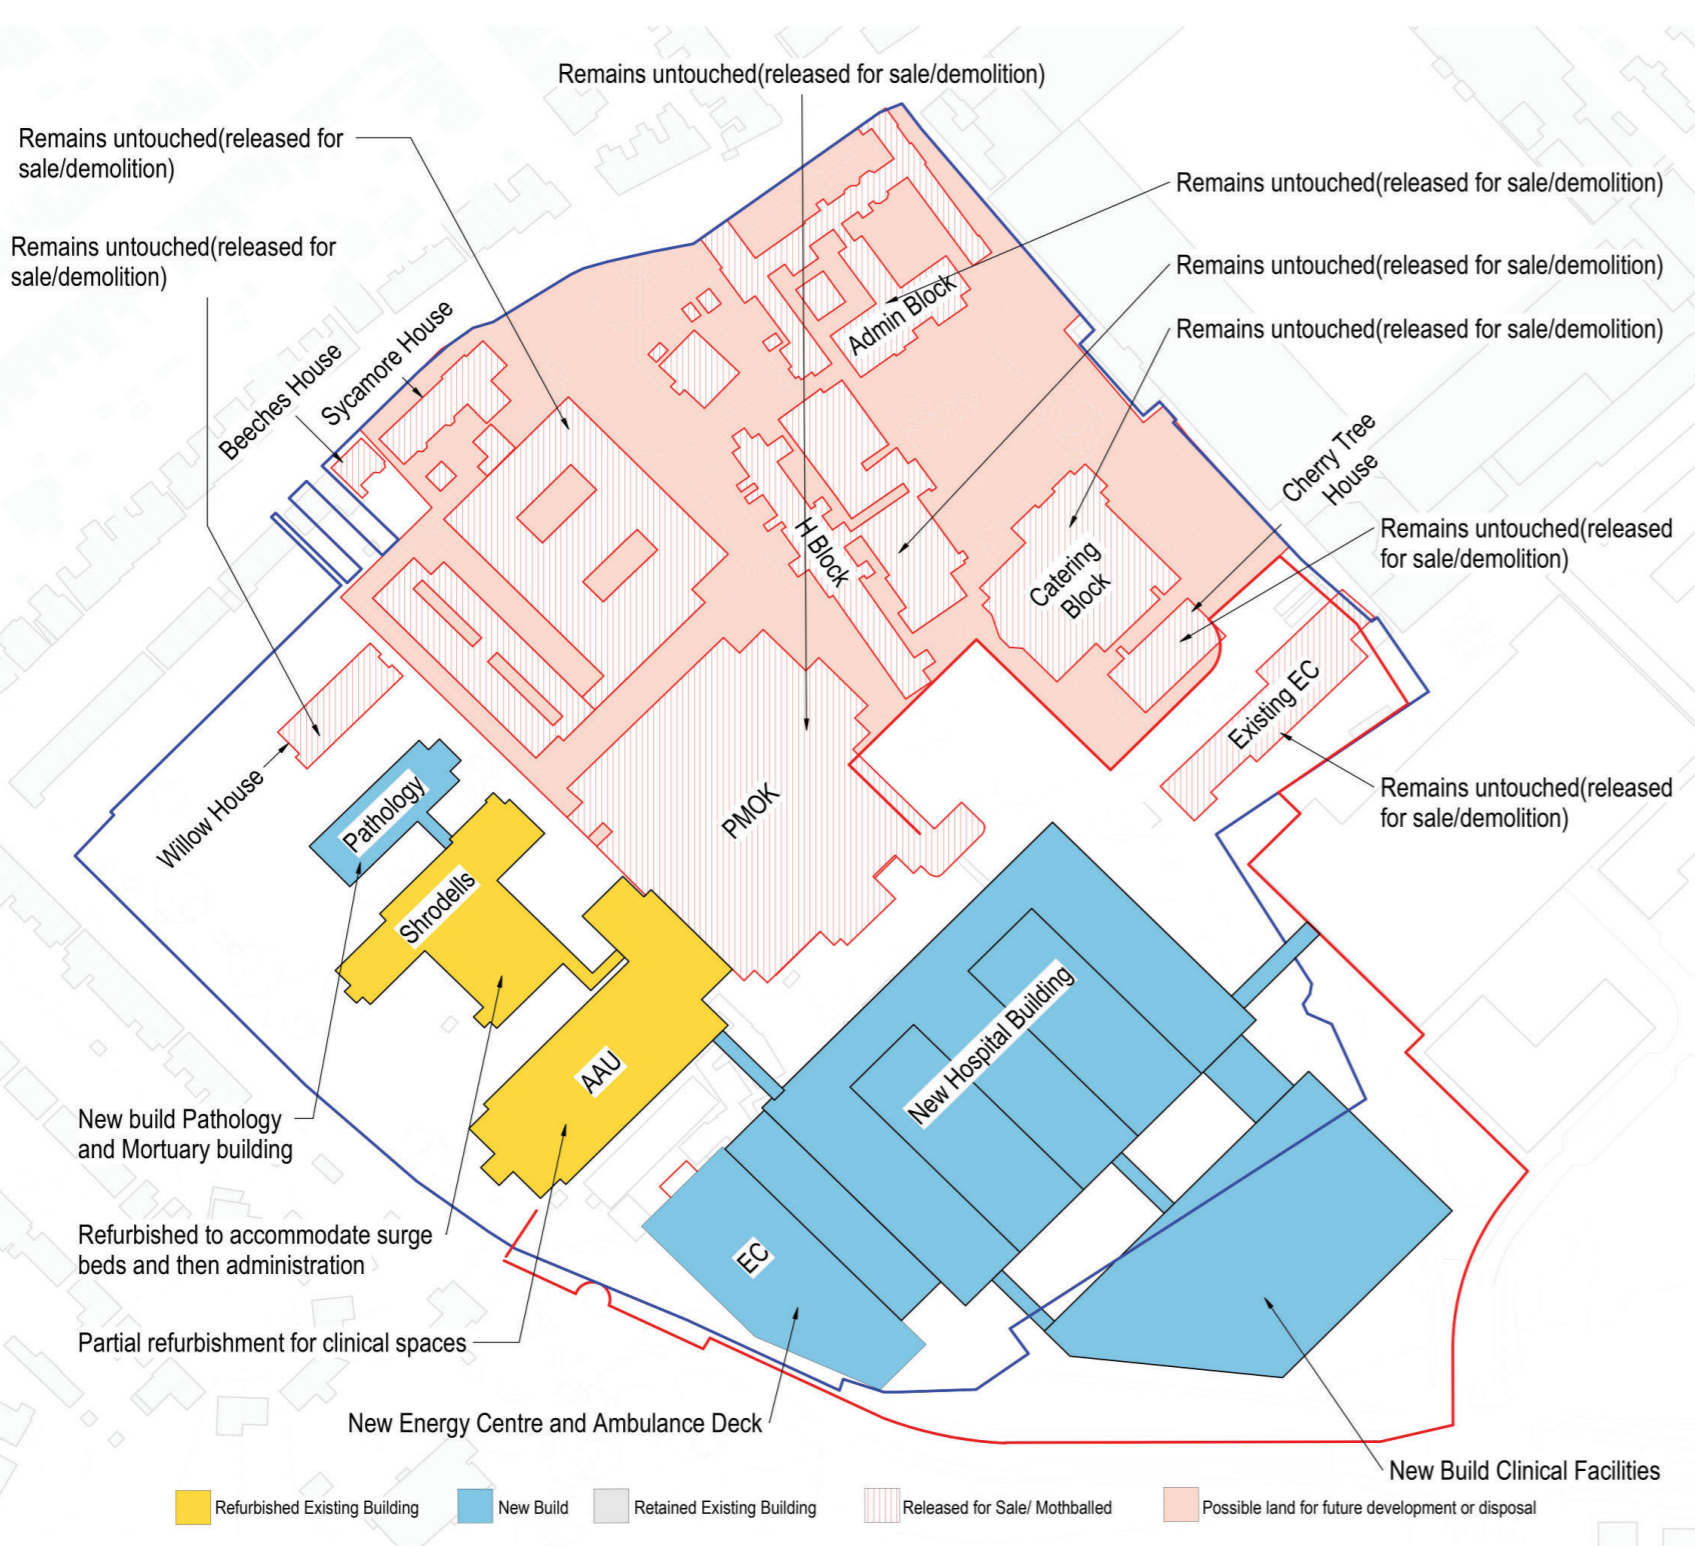 Remains untouched(released for sale/demolition)
Remains untouched(released for
sale/demolition)
Remains untouched(released for sale/demolition)
Remains untouched(released for
sale/demolition)
Remains untouched(released for sale/demolition)
Remains untouched(released for sale/demolition)
Admin Block
Sycamore House
Beeches House
Cherry Tree
House
Remains untouched(released
for sale/demolition)
H Block
Catering
Block
Existing EC
Remains untouched(released
for sale/demolition)
Willow House
Pathology
PMOK
Shrodells
New Hospital Building
AAU
New build Pathology
and Mortuary building
Refurbished to accommodate surge
beds and then administration
EC
Partial refurbishment for clinical spaces
New Energy Centre and Ambulance Deck
New Build Clinical Facilities
Refurbished Existing Building
New Build
Retained Existing Building
Released for Sale/ Mothballed
Possible land for future development or disposal